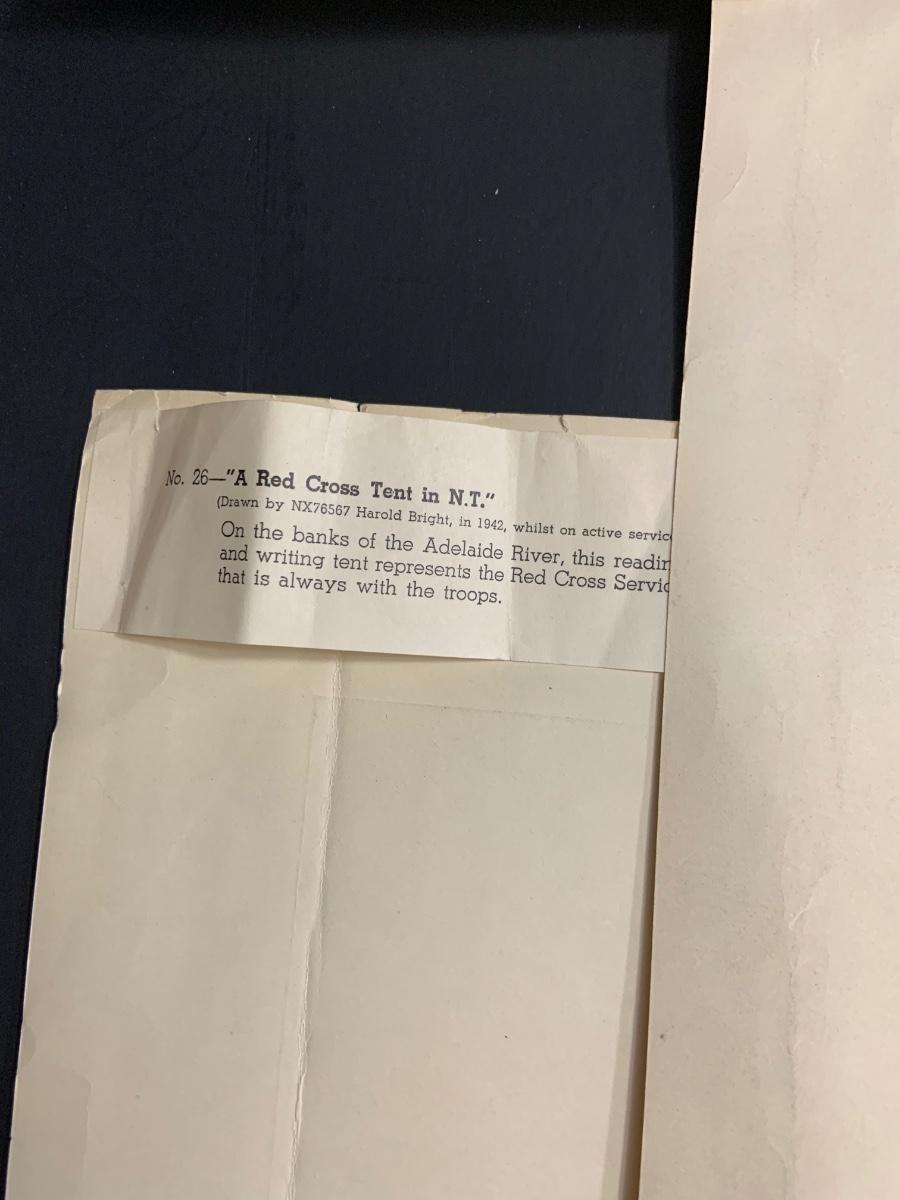 No. 26—"A Red Cross Tent in N.T."
(Drawn by NX76567 Harold Bright, in 1942, whilst on active servic
On the banks of the Adelaide River, this readin
and writing tent represents the Red Cross Servic
that is always with the troops.